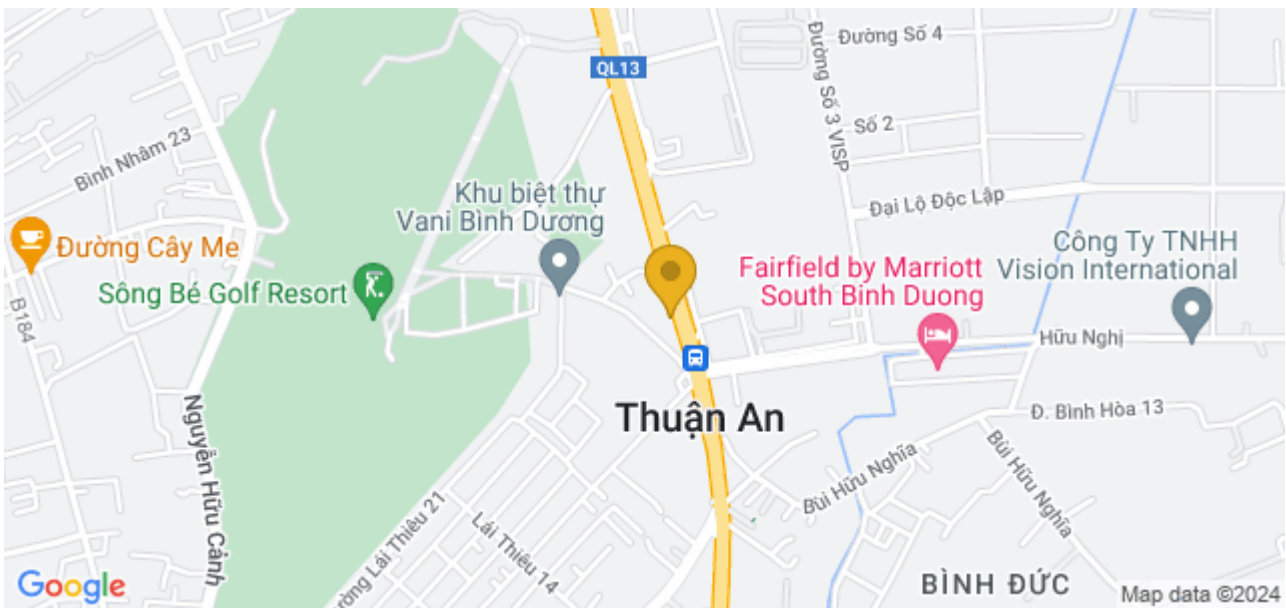 Đường Số 4
QL13
Đường Số 3 VISP
Số 2
Bình Nhâm 23
Khu biệt thự
Vani Bình Dương
Đại Lộ Độc Lập
Đường Cây Me
Công Ty TNHH
Vision International
Sông Bé Golf Resort
Fairfield by Marriott
South Binh Duong
B184
Hữu Nghị
Thuận An
Đ. Bình Hòa 13
Nguyễn Hữu Cảnh
Bùi Hữu Nghĩa
Bùi Hữu Nghĩa
ường Lái Thiêu 21
Lái Thiêu 14
BÌNH ĐỨC
Google
Map data ©2024